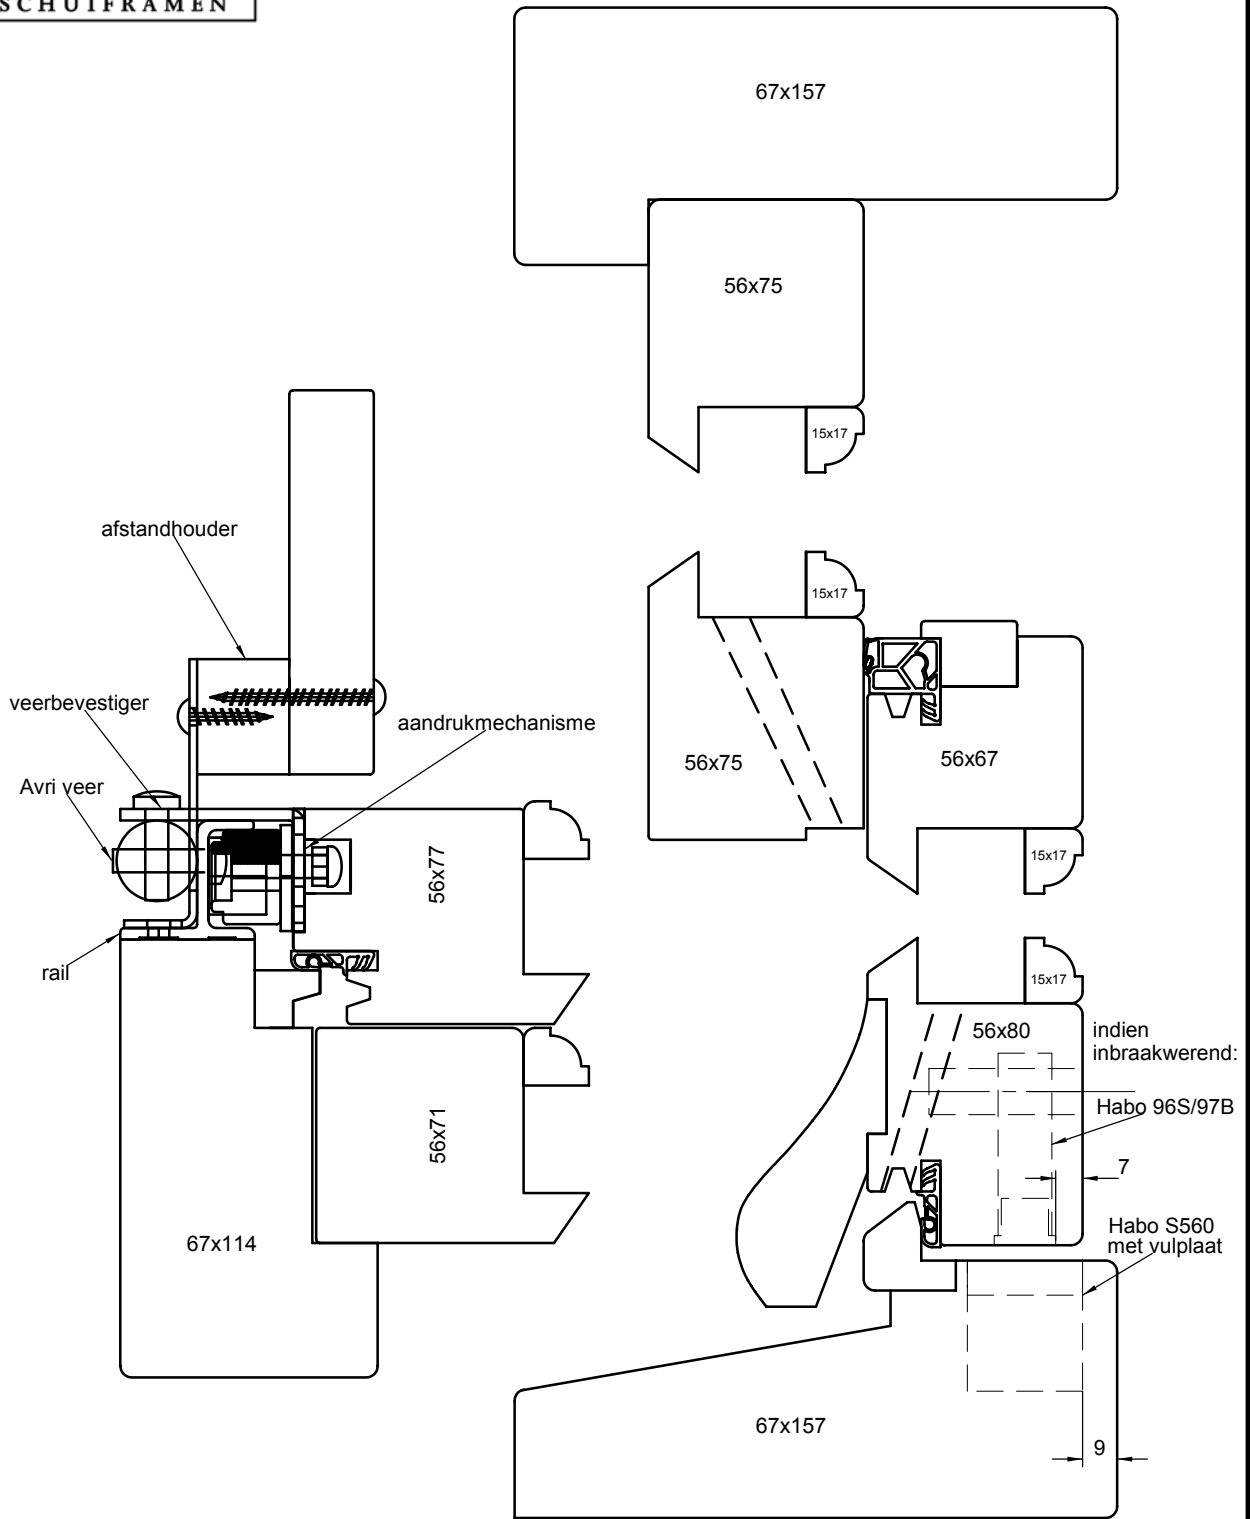 SCHUIFRAMEN
67x157
56x75
15x17
afstandhouder
15x17
veerbevestiger
aandrukmechanisme
56x75
56x67
Avri veer
56x77
15x17
rail
15x17
56x80
indien
inbraakwerend:
Habo 96S/97B
56x71
7
67x114
Habo S560
met vulplaat
67x157
9